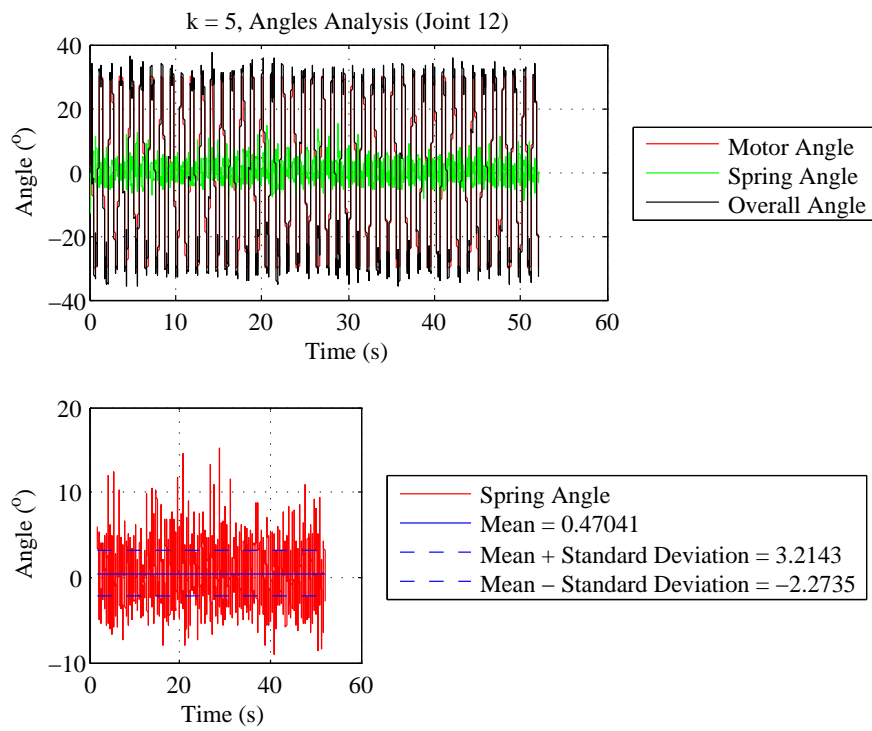 k = 5, Angles Analysis (Joint 12)
40
20
0
−20
−40
Angle (o)
0
10
20
30
40
50
60
Time (s)
Motor Angle
Spring Angle
Overall Angle
20
10
0
−10
Angle (o)
0
20
40
60
Time (s)
Spring Angle
Mean = 0.47041
Mean + Standard Deviation = 3.2143
Mean − Standard Deviation = −2.2735